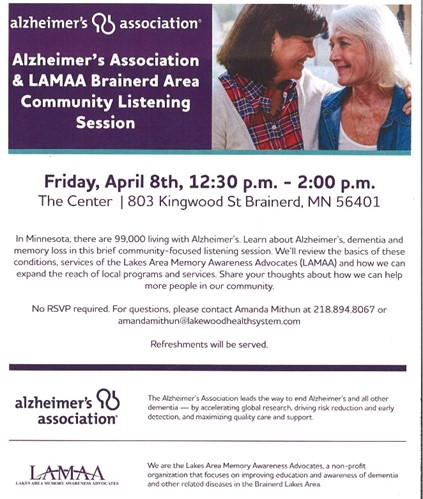 alzheimer's association®
Alzheimer's Association
& LAMAA Brainerd Area
Community Listening
Session
Friday, April 8th, 12:30 p.m. - 2:00 p.m.
The Center | 803 Kingwood St Brainerd, MN 56401
In Minnesota, there are 99,000 living with Alzheimer's. Learn about Alzheimer's, dementia and
memory loss in this brief community-focused listening session. We'll review the basics of these
conditions, services of the Lakes Area Memory Awareness Advocates (LAMAA) and how we can
expand the reach of local programs and services. Share your thoughts about how we can help
more people in our community.
No RSVP required. For questions, please contact Amanda Mithun at 218.894.8067 or
amandamithun@lakewoodhealthsystem.com
Refreshments will be served.
alzheimer's
association®
The Alzheimer's Association leads the way to end Alzheimer's and all other
dementia — by accelerating global research, driving risk reduction and early
detection, and maximizing quality care and support.
LAMAA
LAKES AREA MEMORY AWARENESS ADVOCATES
We are the Lakes Area Memory Awareness Advocates, a non-profit
organization that focuses on improving education and awareness of dementia
and other related diseases in the Brainerd Lakes Area.